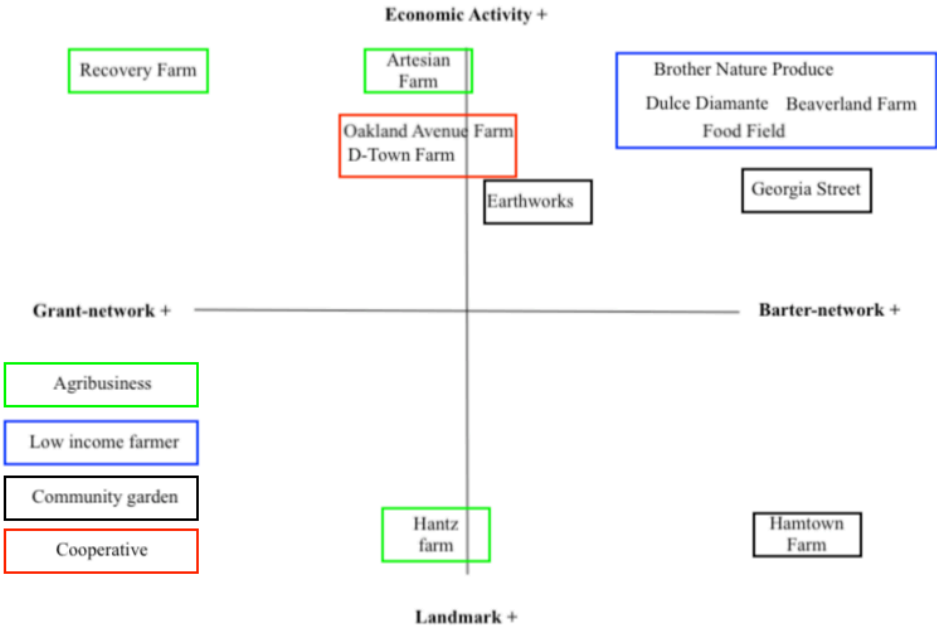 Economic Activity +
Recovery Farm
Artesian
Farm
Brother Nature Produce
Dulce Diamante Beaverland Farm
Food Field
Oakland Avenue Farm
D-Town Farm
Earthworks
Georgia Street
Grant-network +
Barter-network +
Agribusiness
Low income farmer
Community garden
Cooperative
Hantz
farm
Hamtown
Farm
Landmark +